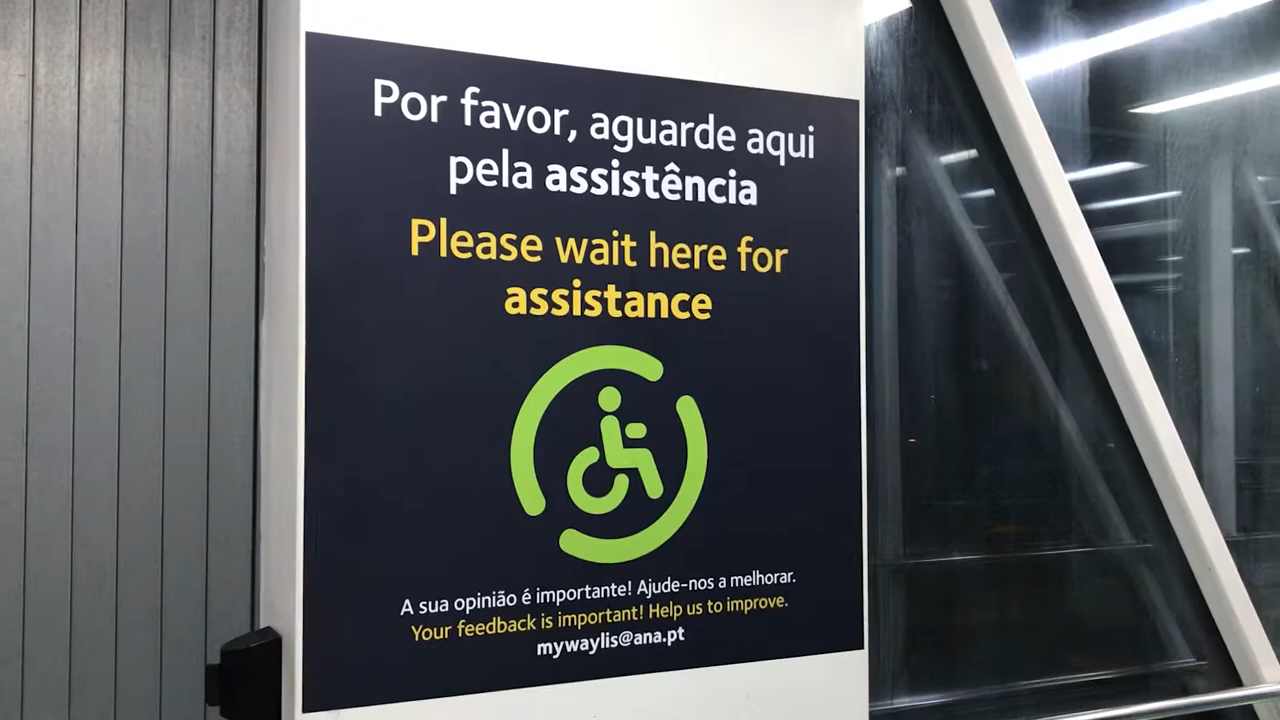 Por favor, aguarde aqui
pela assistência
Please wait here for
assistance
A sua opinião é importante! Ajude-nos a melhorar.
Your feedback is important! Help us to improve.
mywaylis@ana.pt